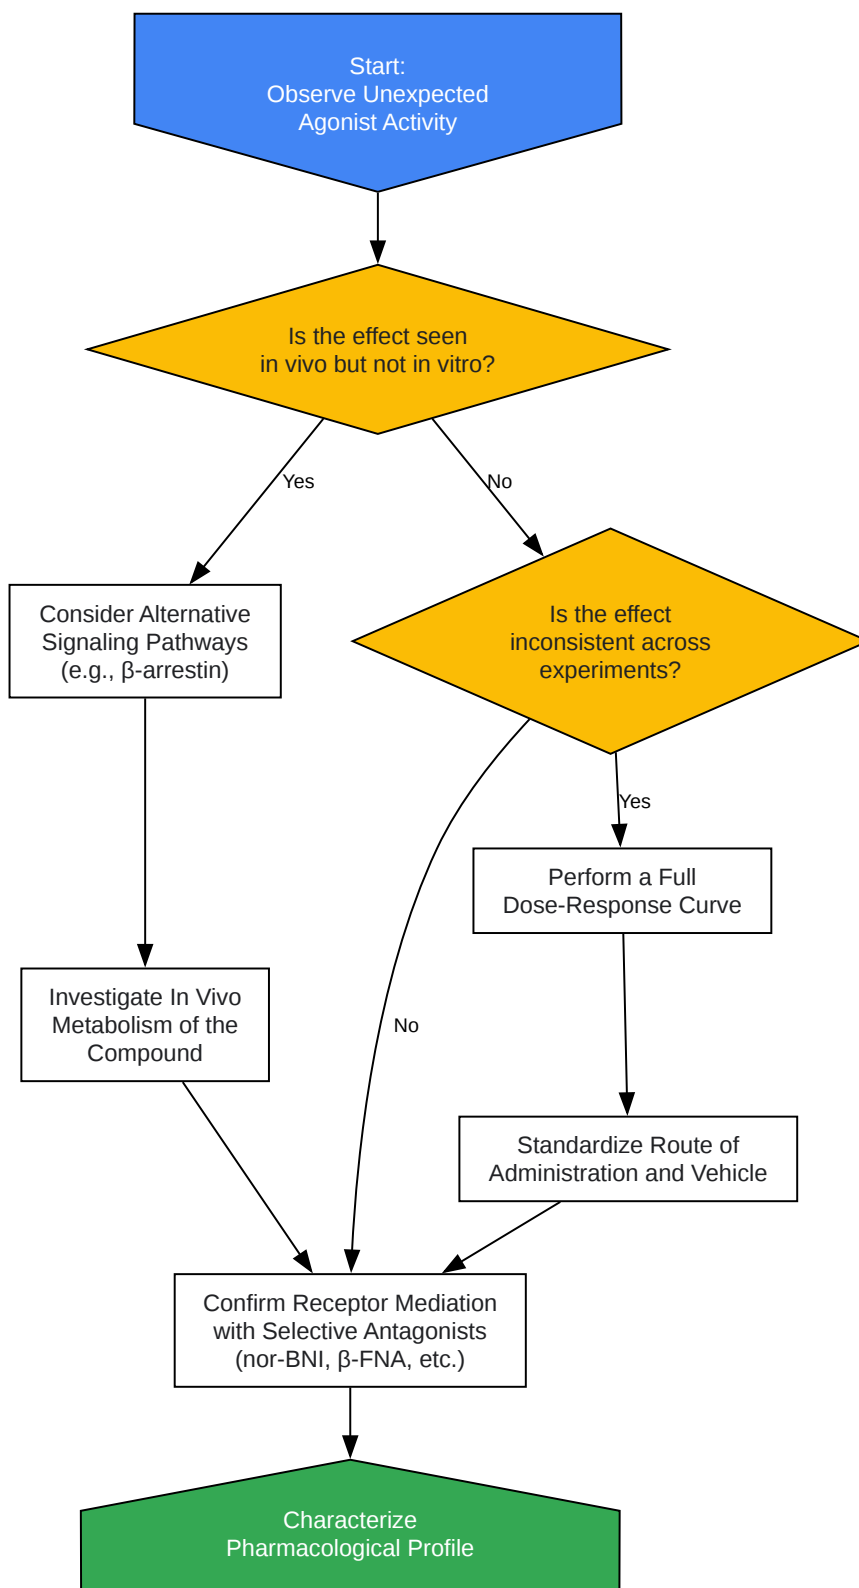 Start:
Observe Unexpected
Agonist Activity
Is the effect seen
in vivo but not in vitro?
Yes
No
Consider Alternative
Signaling Pathways
(e.g., β-arrestin)
Is the effect
inconsistent across
experiments?
Yes
Perform a Full
Dose-Response Curve
Investigate In Vivo
Metabolism of the
Compound
No
Standardize Route of
Administration and Vehicle
Confirm Receptor Mediation
with Selective Antagonists
(nor-BNI, β-FNA, etc.)
Characterize
Pharmacological Profile